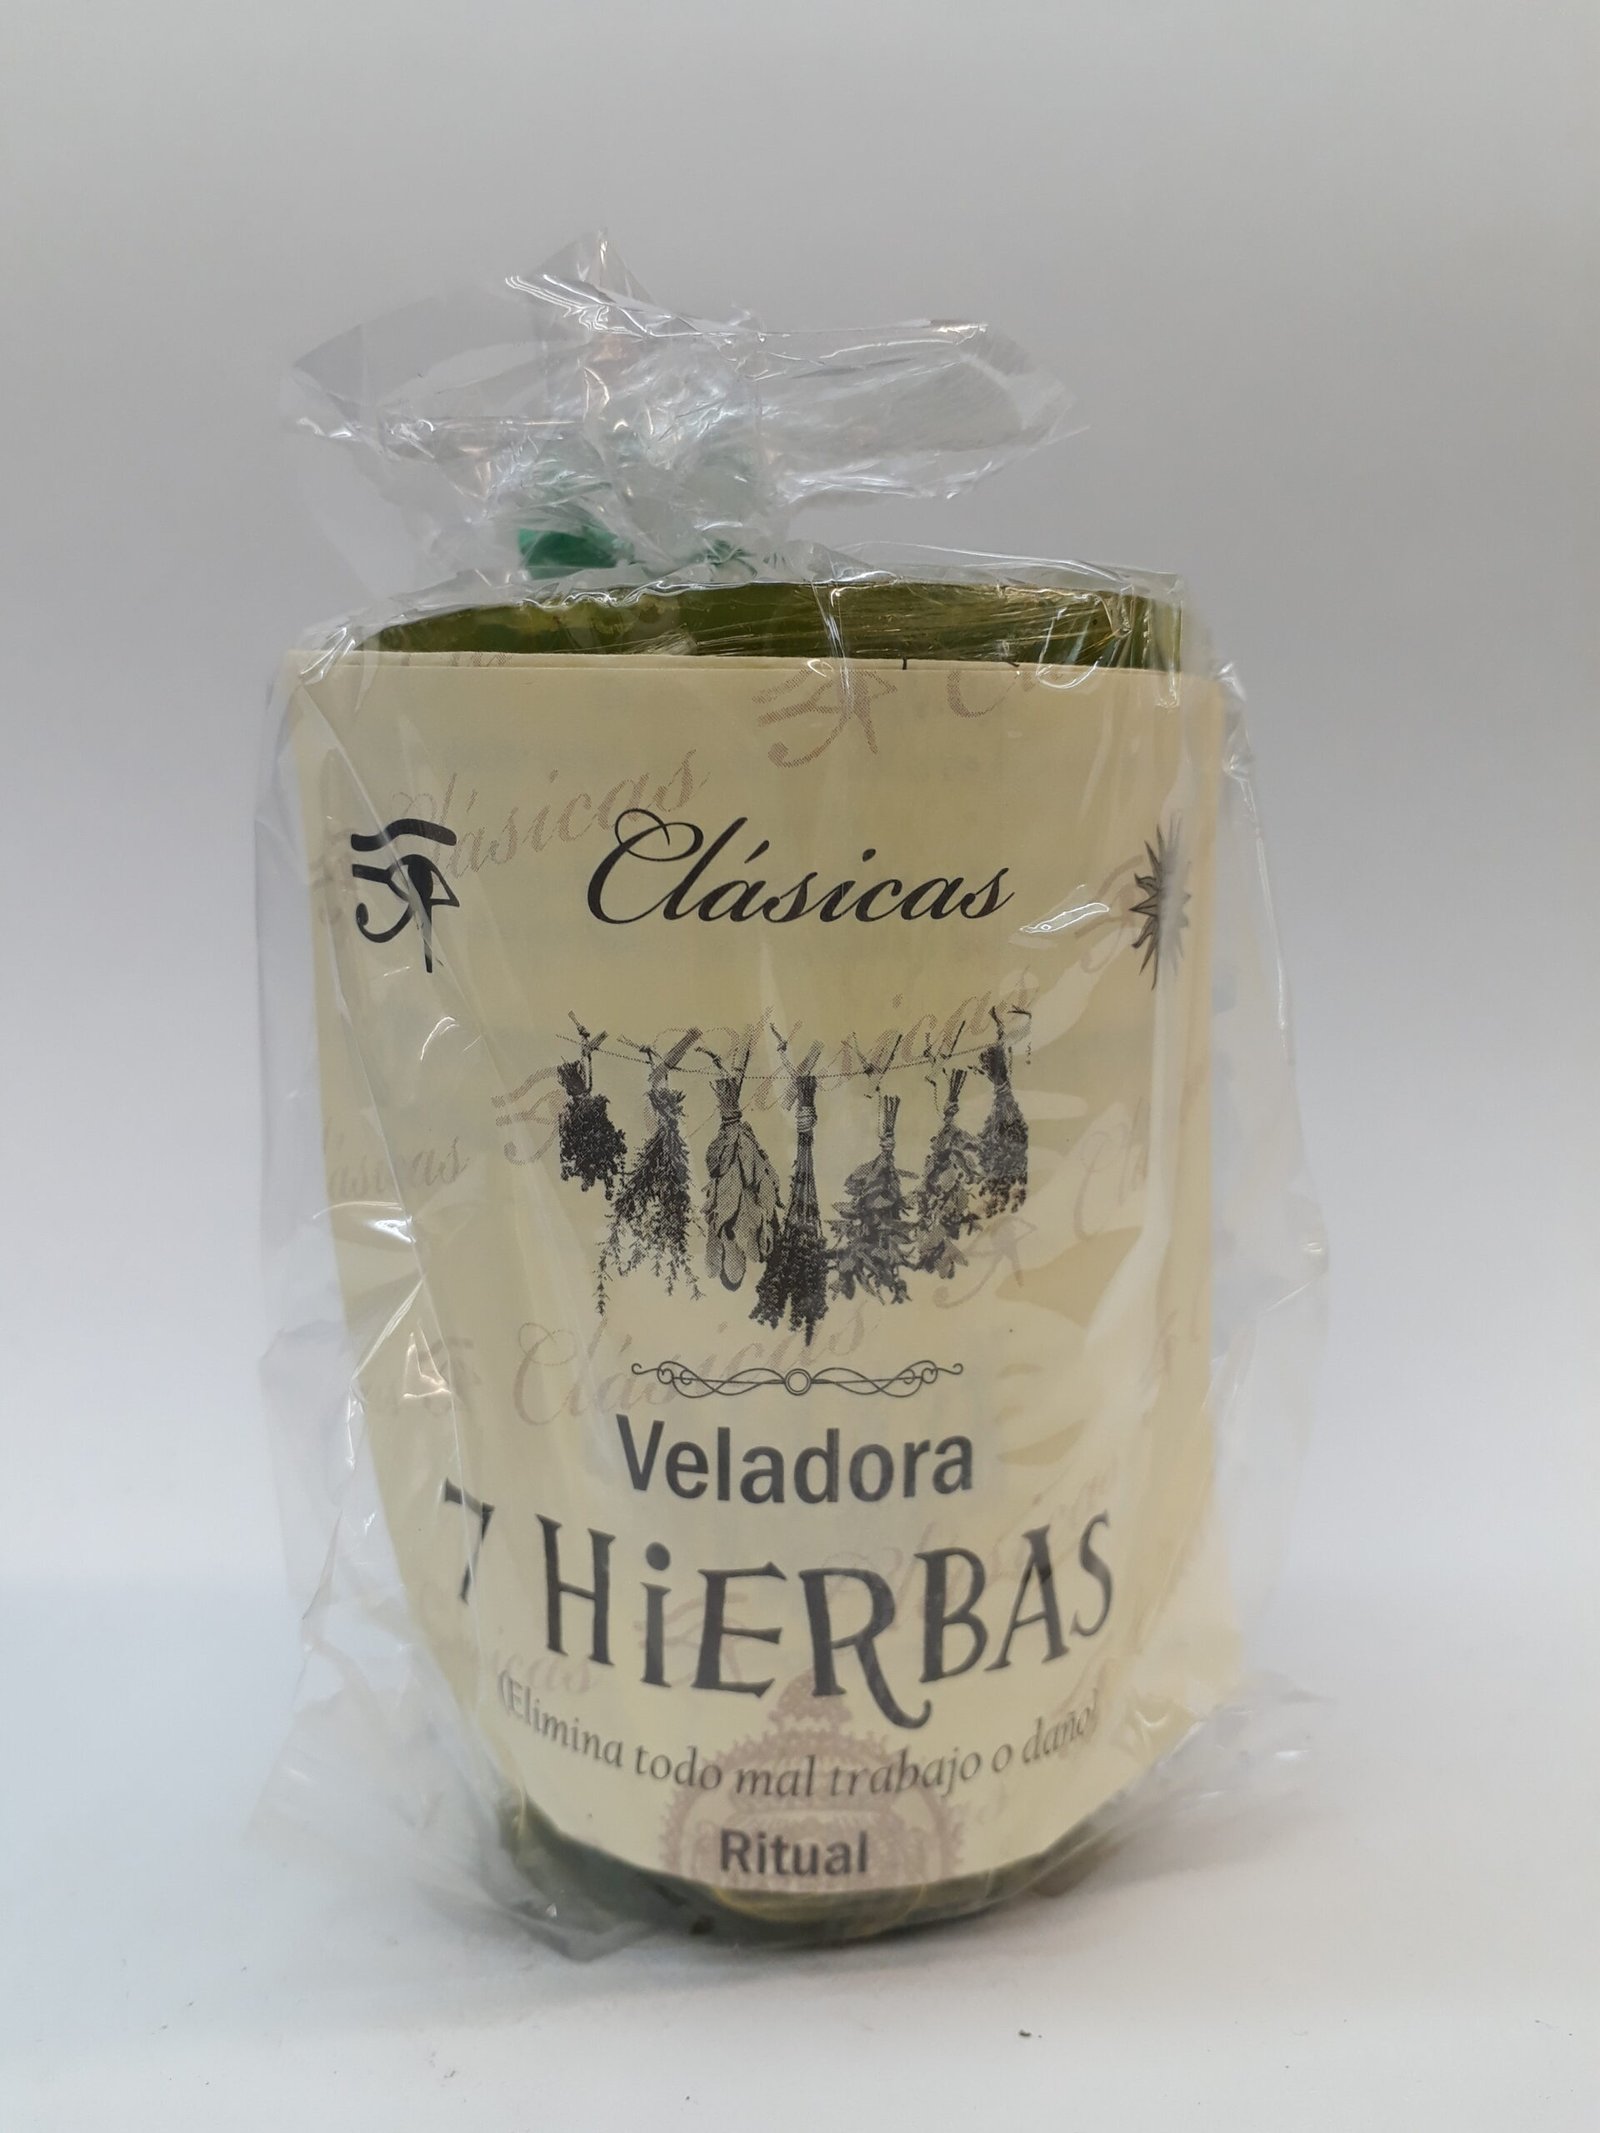 Clásicas
Veladora
7 HiERBAS
(Elimina todo mal trabajo o daño)
Ritual